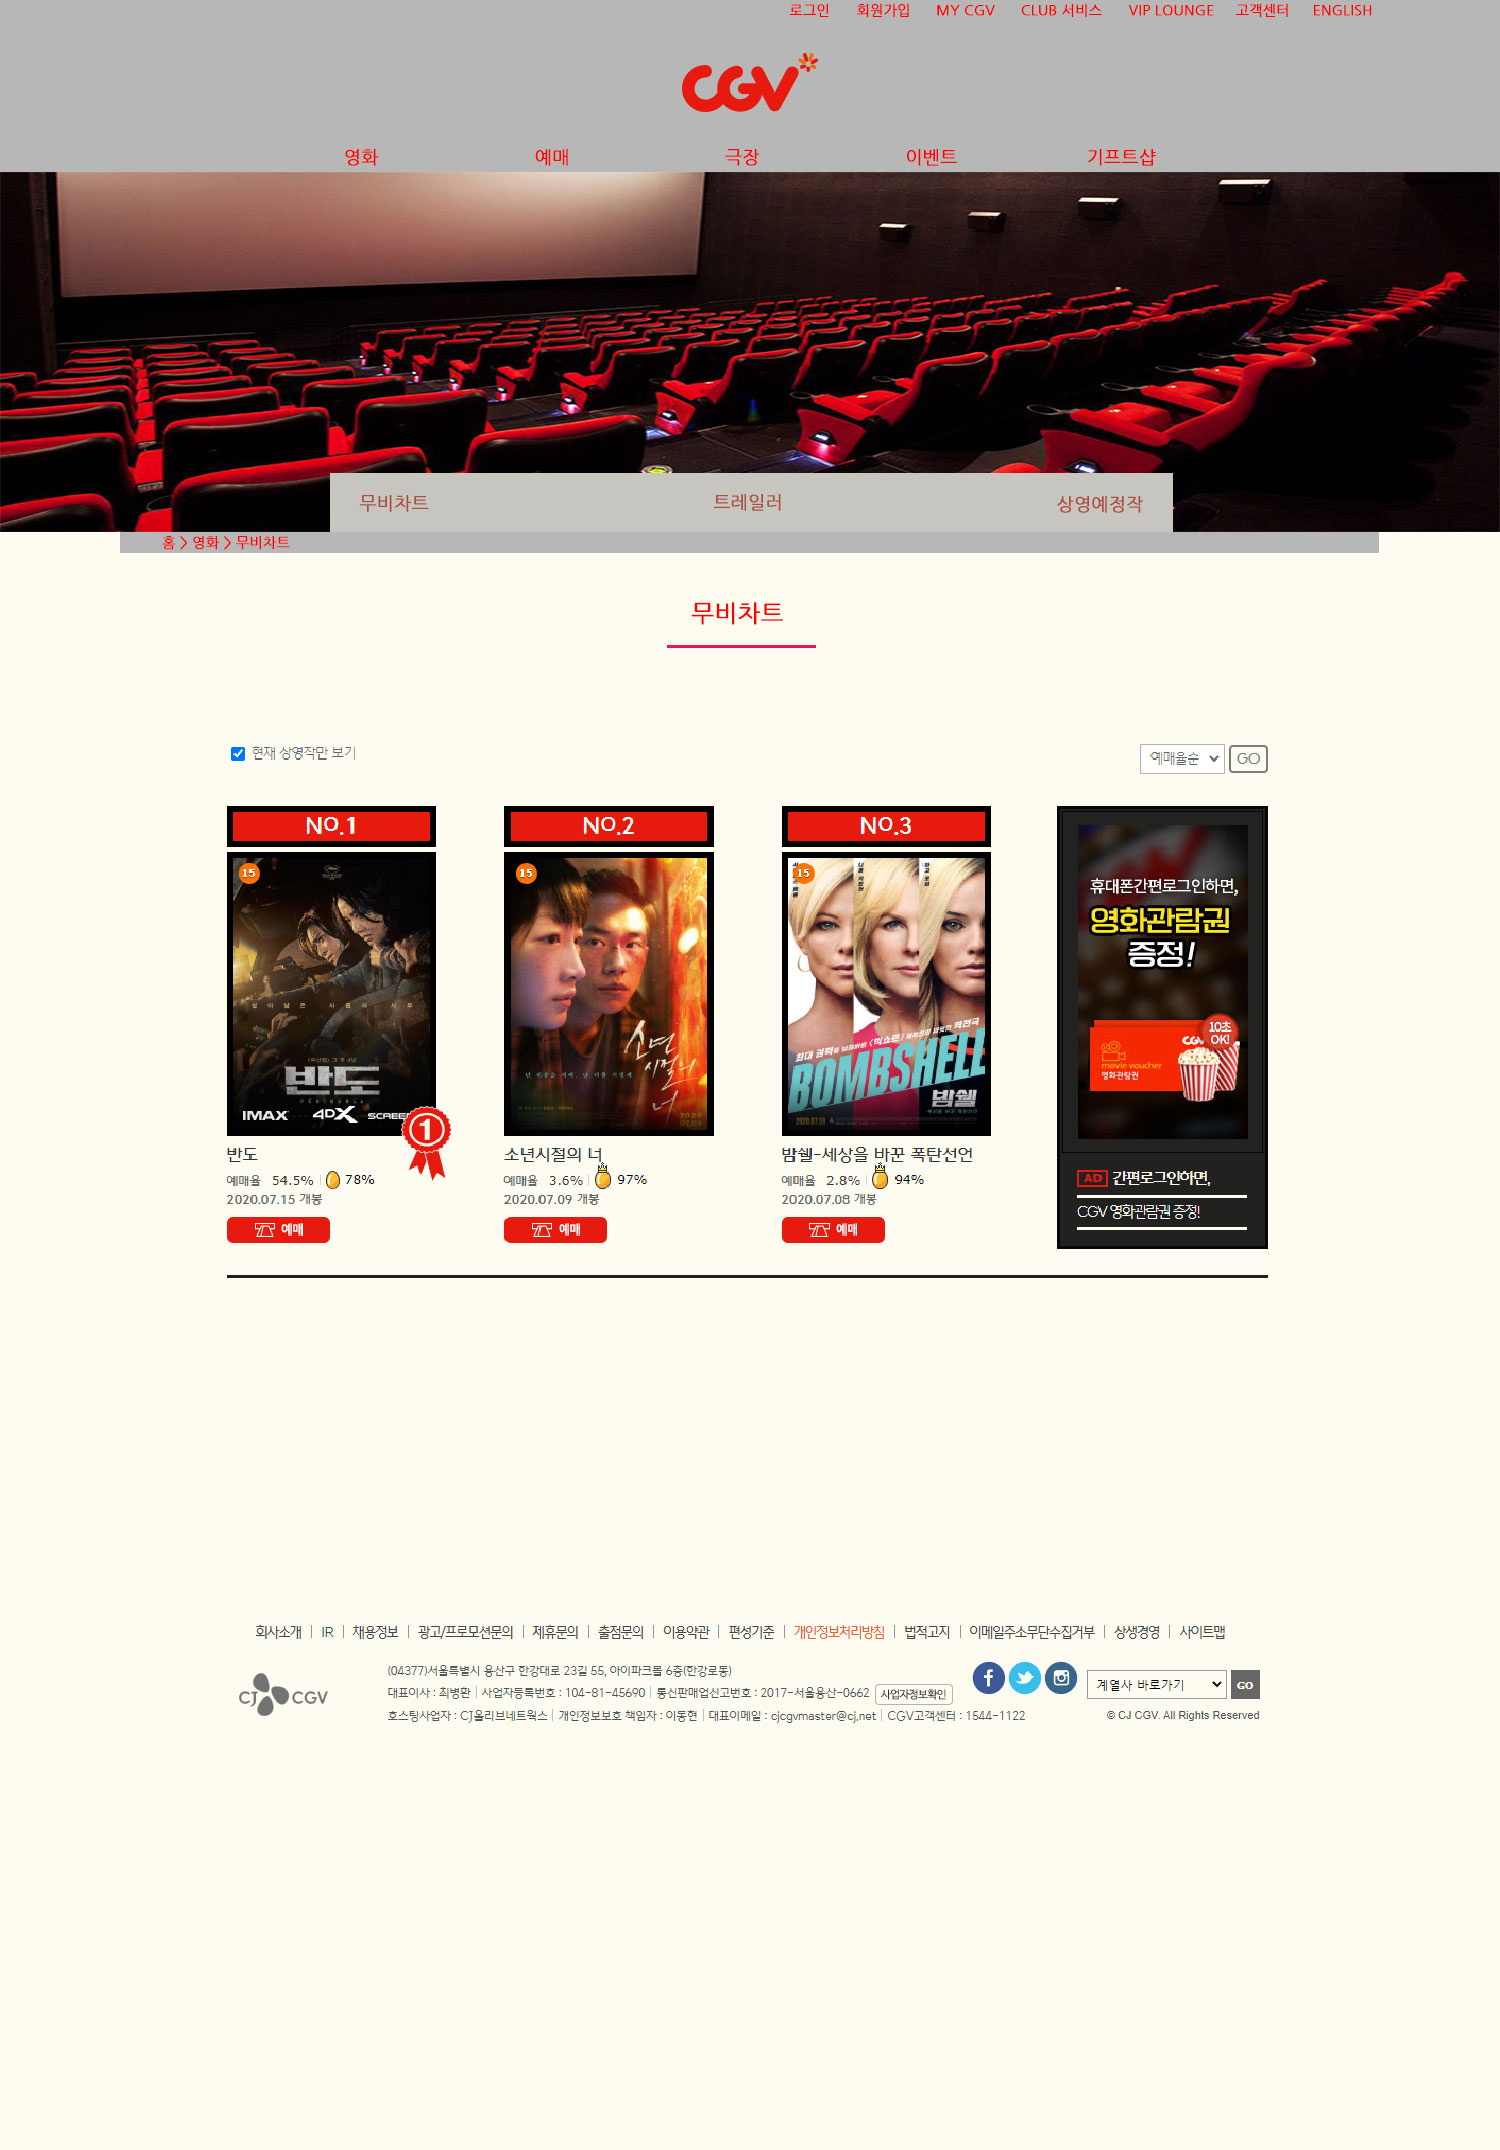 로그인 회원가입 MY CGV CLUB 서비스 VIP LOUNGE 고객센터 ENGLISH
CGV
영화 예매 극장 이벤트 기프트샵
무비차트 트레일러 상영예정작
홈 > 영화 > 무비차트
무비차트
현재 상영작만 보기
예매율순 GO
NO.1
15
반도
IMAX 4DX SCREEN
1
반도
예매율 54.5% 78%
2020.07.15 개봉
예매
NO.2
15
소년시절의 너
소년시절의 너
예매율 3.6% 97%
2020.07.09 개봉
예매
NO.3
15
BOMBSHELL
밤쉘
밤쉘-세상을 바꾼 폭탄선언
예매율 2.8% 94%
2020.07.08 개봉
예매
휴대폰간편로그인하면,
영화관람권
증정!
10초
OK!
CGV
movie voucher
영화관람권
AD 간편로그인하면,
CGV 영화관람권 증정!
회사소개 IR 채용정보 광고/프로모션문의 제휴문의 출점문의 이용약관 편성기준 개인정보처리방침 법적고지 이메일주소무단수집거부 상생경영 사이트맵
CJ CGV
(04377)서울특별시 용산구 한강대로 23길 55, 아이파크몰 6층(한강로동)
대표이사 : 최병환 사업자등록번호 : 104-81-45690 통신판매업신고번호 : 2017-서울용산-0662 사업자정보확인
호스팅사업자 : CJ올리브네트웍스 개인정보보호 책임자 : 이동현 대표이메일 : cjcgvmaster@cj.net CGV고객센터 : 1544-1122
계열사 바로가기 GO
© CJ CGV. All Rights Reserved